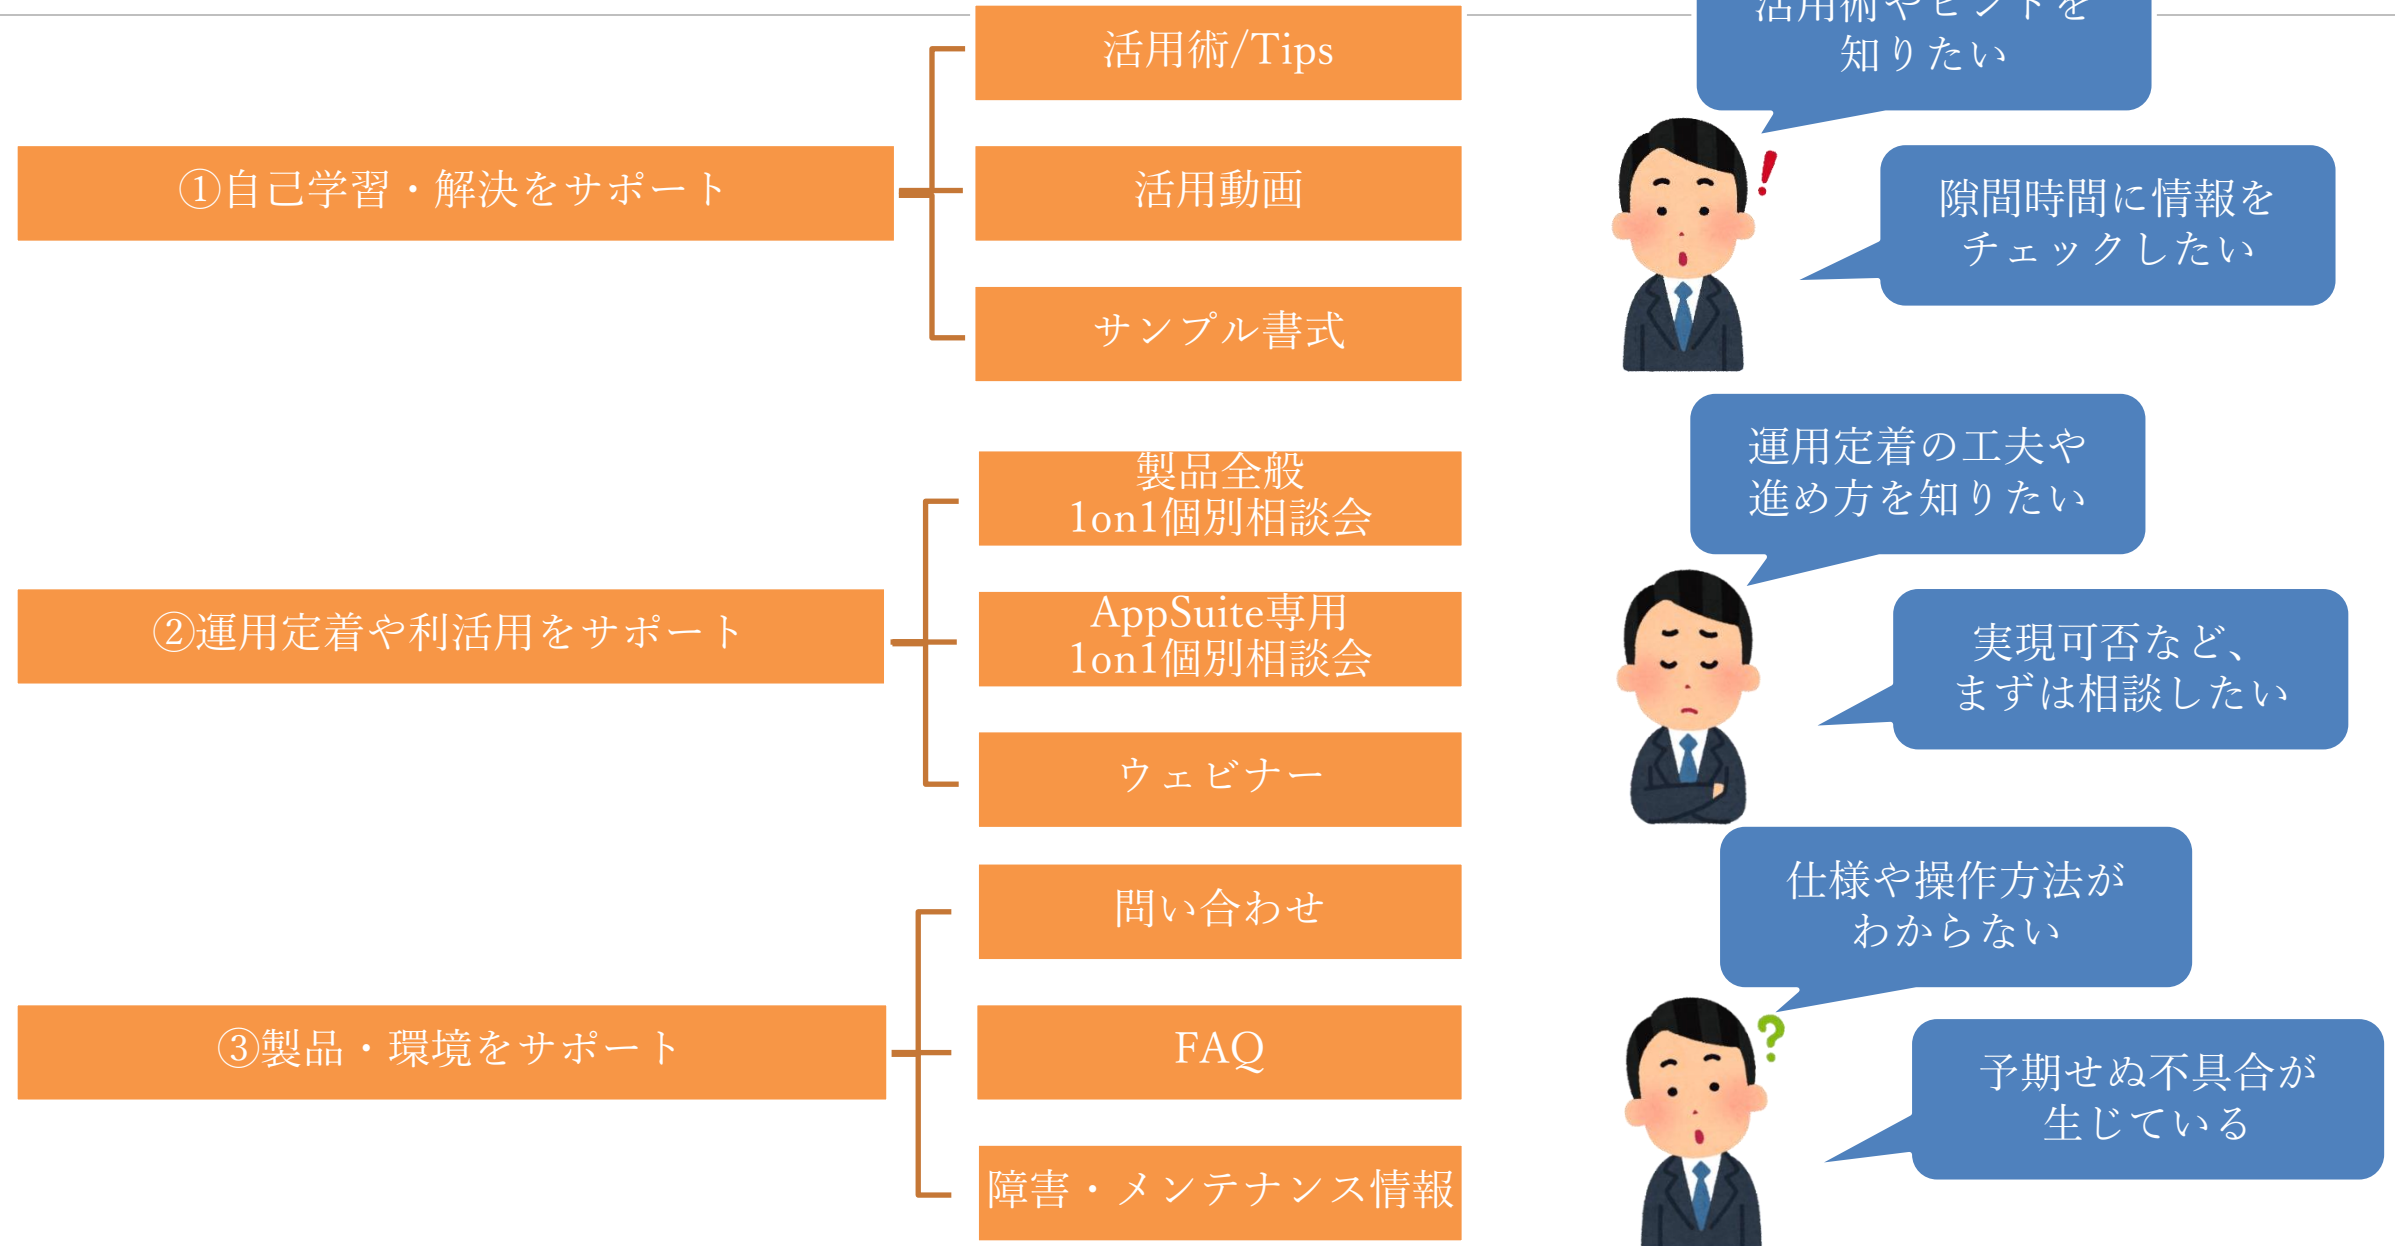 活用術/Tips
①自己学習・解決をサポート
活用動画
サンプル書式
活用術やヒントを
知りたい
隙間時間に情報を
チェックしたい
製品全般
1on1個別相談会
②運用定着や利活用をサポート
AppSuite専用
1on1個別相談会
ウェビナー
運用定着の工夫や
進め方を知りたい
実現可否など、
まずは相談したい
問い合わせ
③製品・環境をサポート
FAQ
障害・メンテナンス情報
仕様や操作方法が
わからない
予期せぬ不具合が
生じている